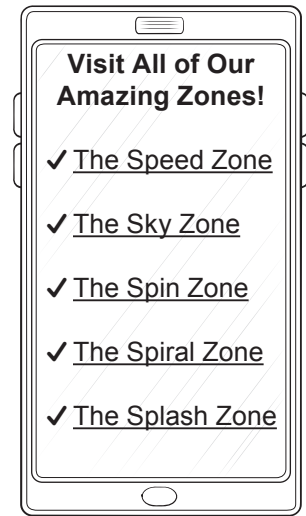 Visit All of Our
Amazing Zones!
✓ The Speed Zone
✓ The Sky Zone
✓ The Spin Zone
✓ The Spiral Zone
✓ The Splash Zone